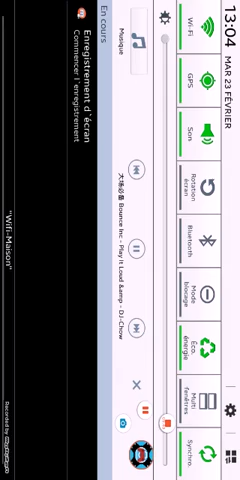 13:04 MAR 23 FÉVRIER
Wi-Fi
GPS
Son
Rotation écran
Bluetooth
Mode blocage
Éco. énergie
Multi fenêtres
Synchro.
Musique
大场必备 Bounce Inc - Play It Loud &amp - DJ-Chow
En cours
Enregistrement d'écran
Commencer l'enregistrement
"Wifi-Maison"
Recorded by